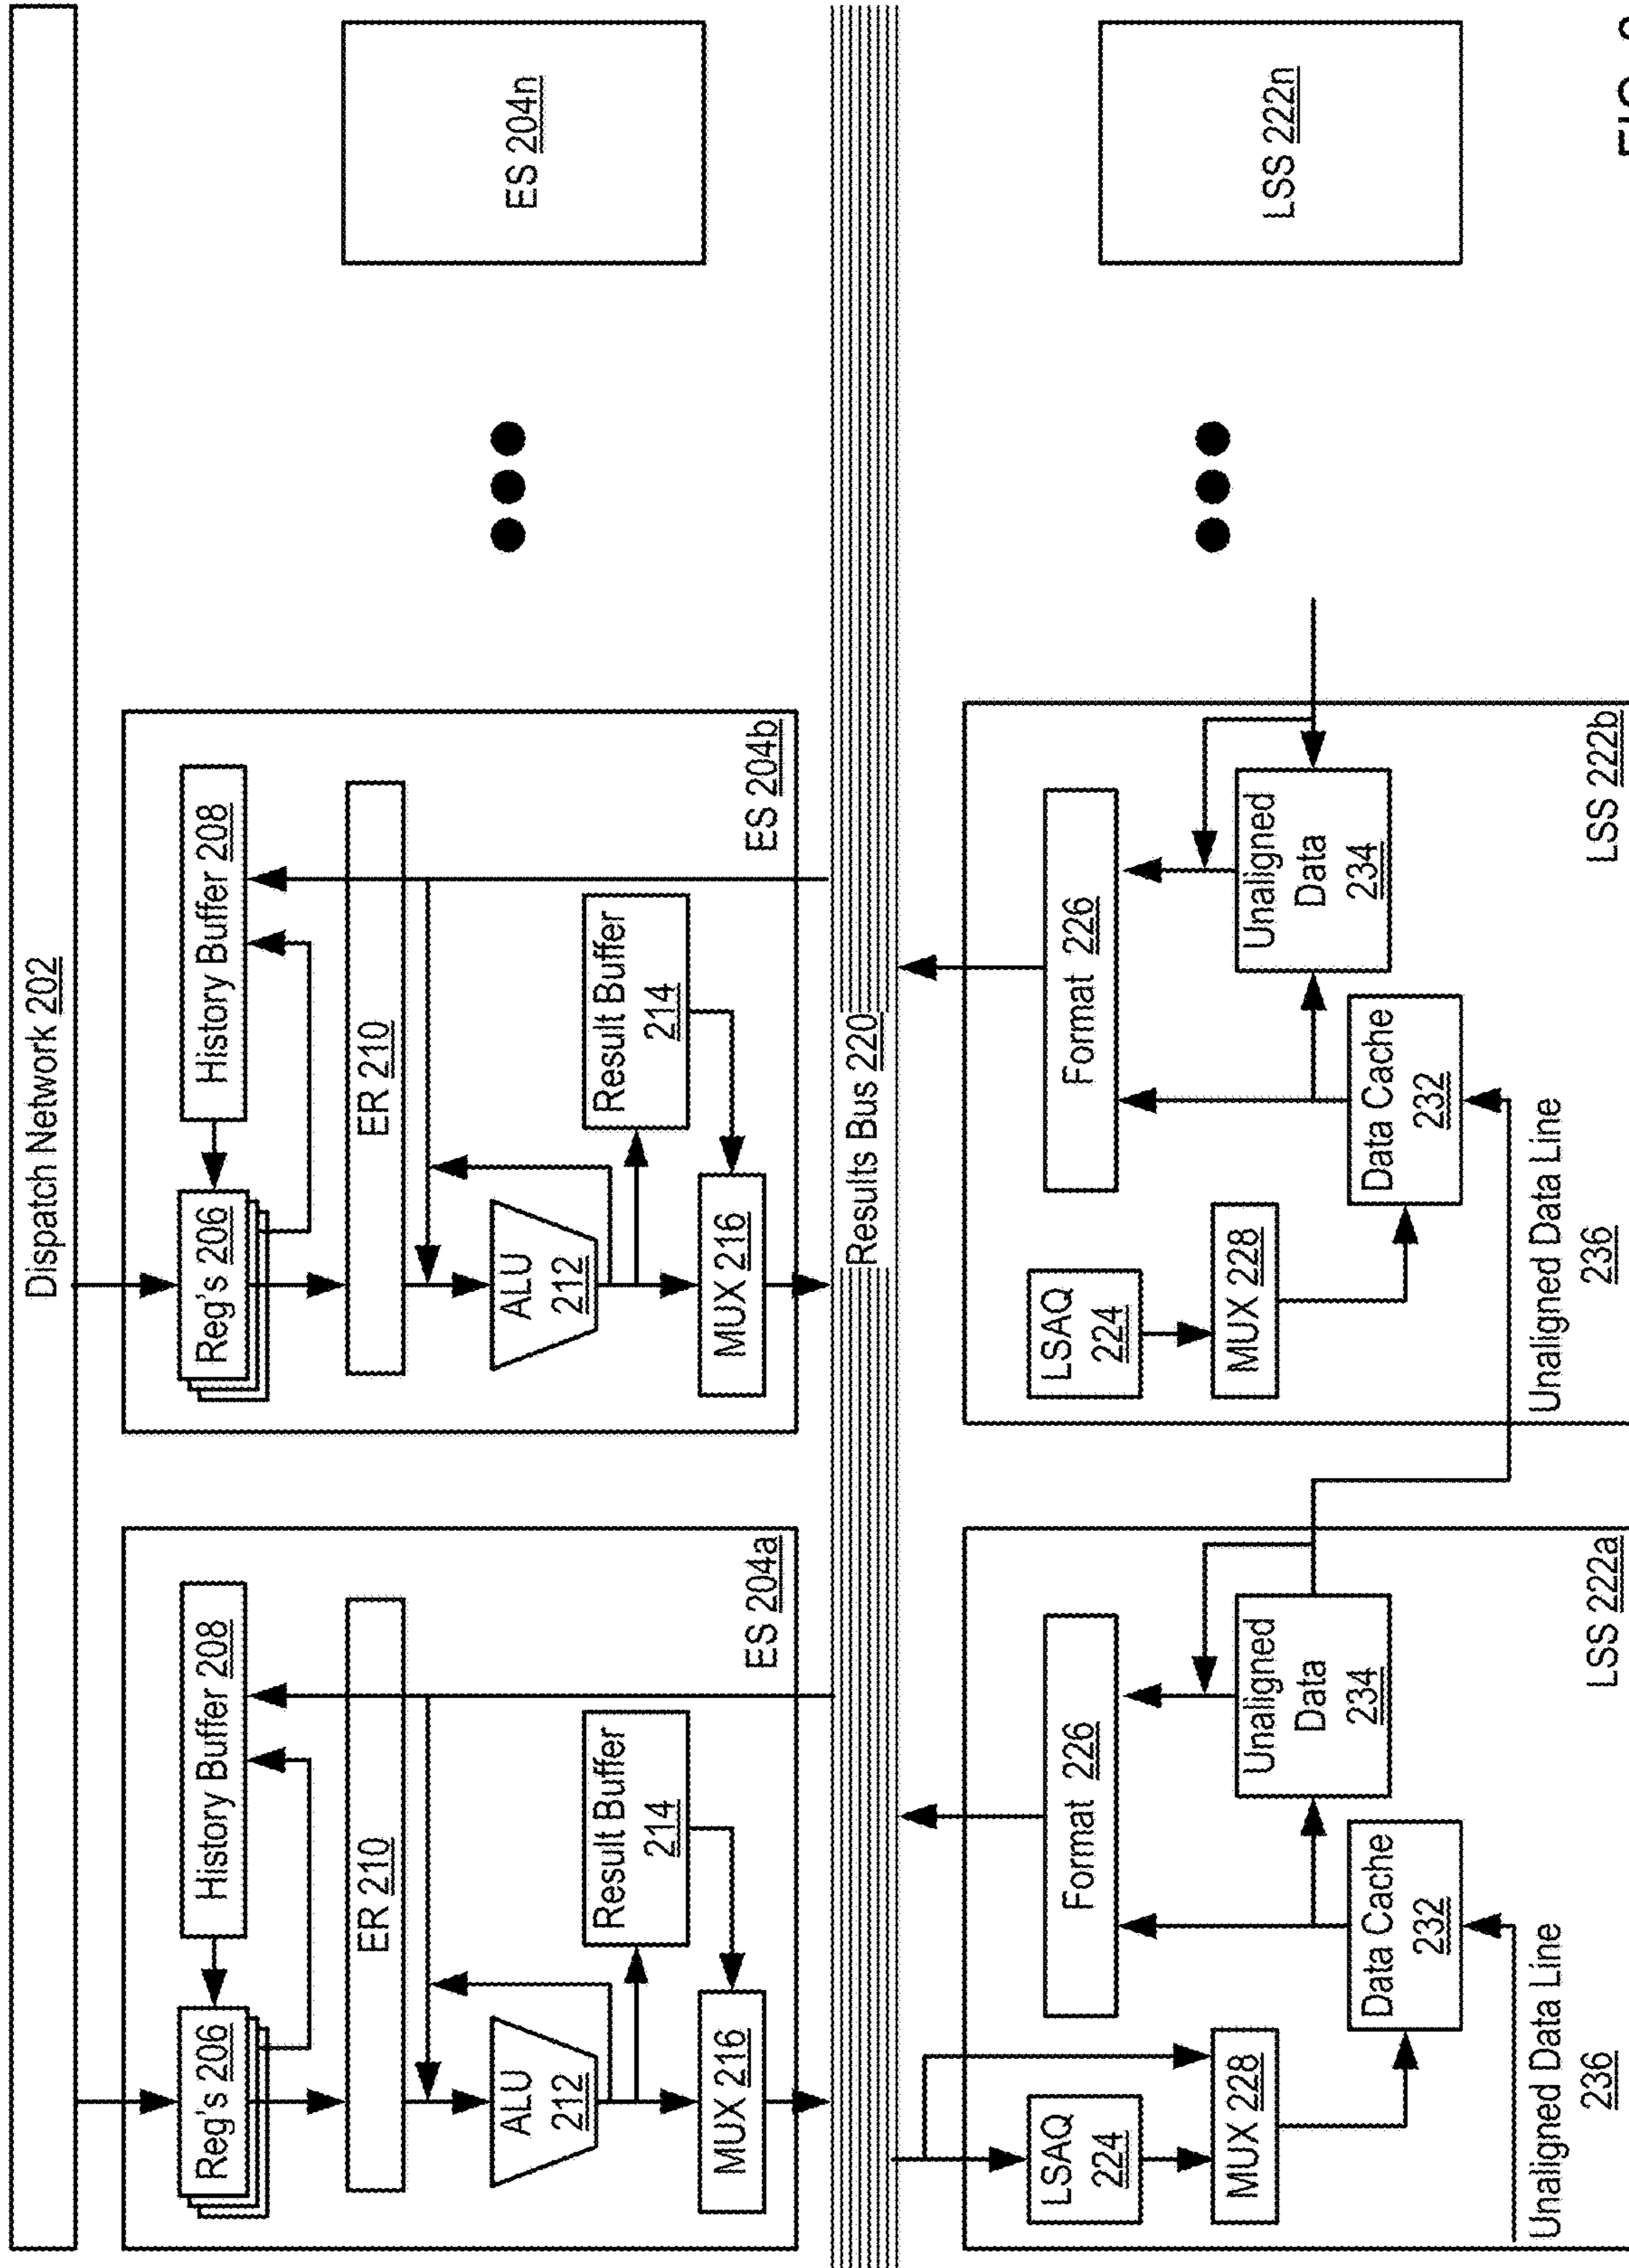 Dispatch Network 202
Reg's 206
History Buffer 208
ER 210
ALU
212
Result Buffer
214
MUX 216
ES 204a
Reg's 206
History Buffer 208
ER 210
ALU
212
Result Buffer
214
MUX 216
ES 204b
ES 204n
Results Bus 220
LSAQ
224
MUX 228
Format 226
Data Cache
232
Unaligned
Data
234
Unaligned Data Line
236
LSS 222a
LSAQ
224
MUX 228
Format 226
Data Cache
232
Unaligned
Data
234
Unaligned Data Line
236
LSS 222b
LSS 222n